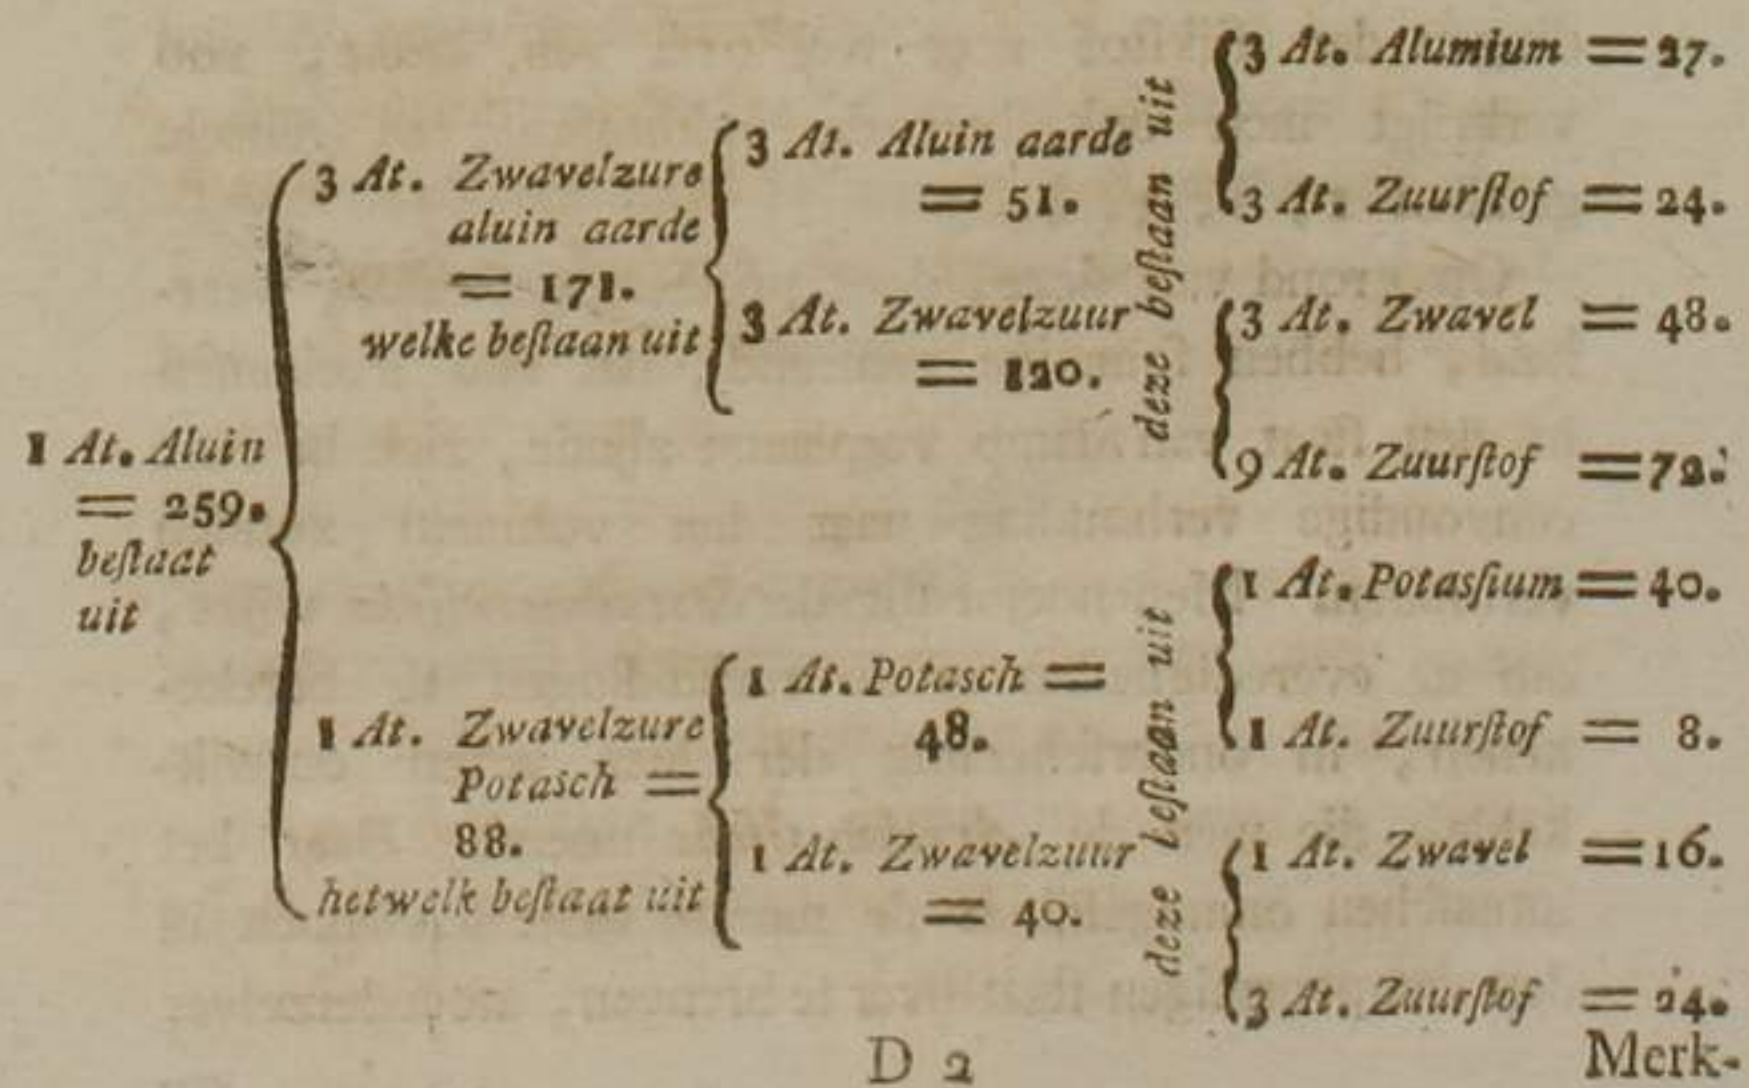 1 At. Aluin
= 259.
beſtaat
uit
3 At. Zwavelzure
aluin aarde
= 171.
welke beſtaan uit
3 At. Aluin aarde
= 51.
3 At. Zwavelzuur
= 120.
deze beſtaan uit
3 At. Alumium = 27.
3 At. Zuurſtof = 24.
3 At. Zwavel = 48.
9 At. Zuurſtof = 72.
1 At. Zwavelzure
Potasch =
88.
hetwelk beſtaat uit
1 At. Potasch =
48.
1 At. Zwavelzuur
= 40.
deze beſtaan uit
1 At. Potasſium = 40.
1 At. Zuurſtof = 8.
1 At. Zwavel = 16.
3 At. Zuurſtof = 24.
D 2
Merk-